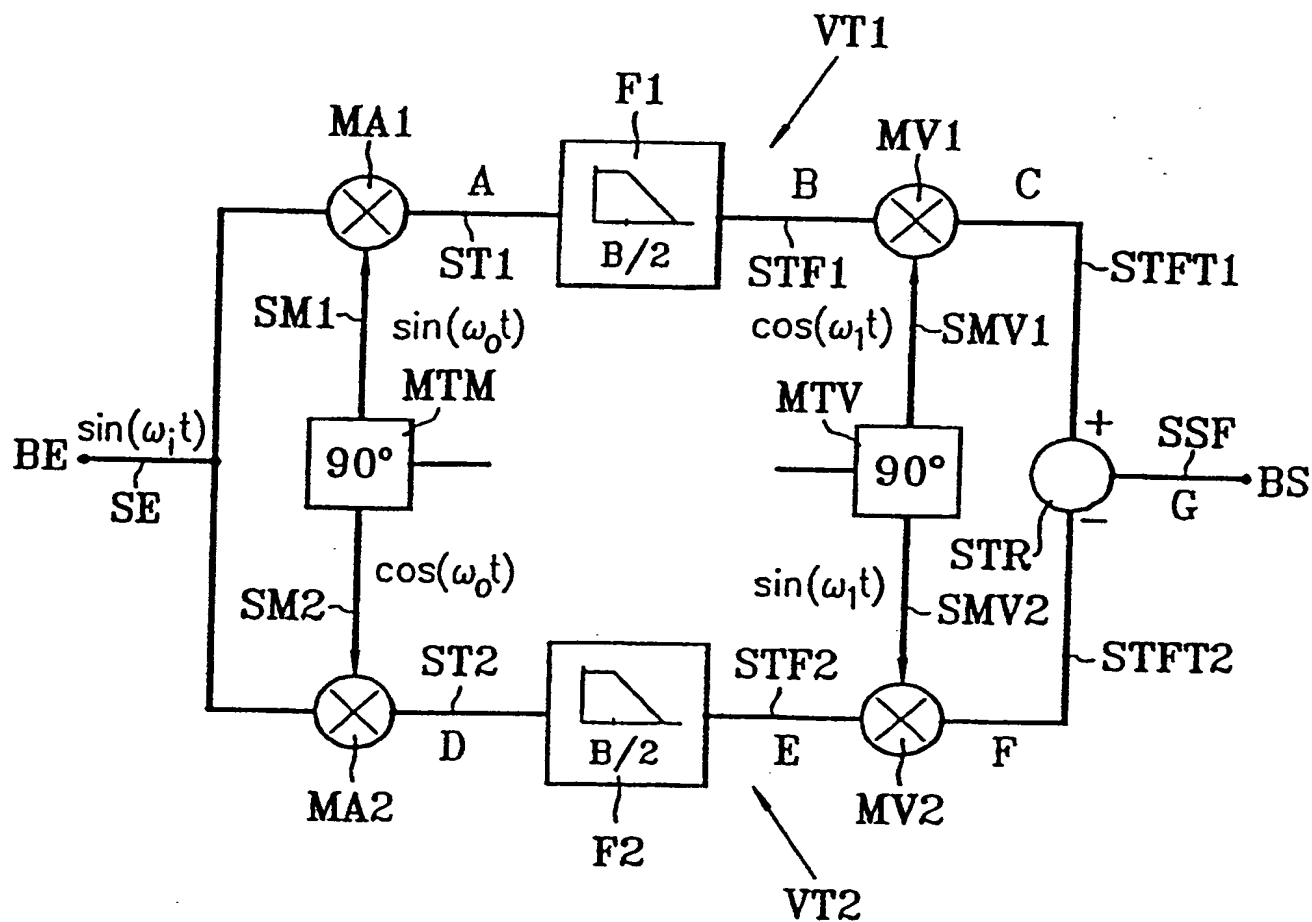 VT1
F1
MA1
MV1
A
B
C
ST1
B/2
STF1
STFT1
SM1
sin(ω₀t)
cos(ω₁t)
SMV1
MTM
MTV
sin(ωᵢt)
+
SSF
BE
90°
90°
BS
SE
G
−
STR
cos(ω₀t)
sin(ω₁t)
SM2
SMV2
ST2
STF2
STFT2
D
B/2
E
F
MA2
MV2
F2
VT2